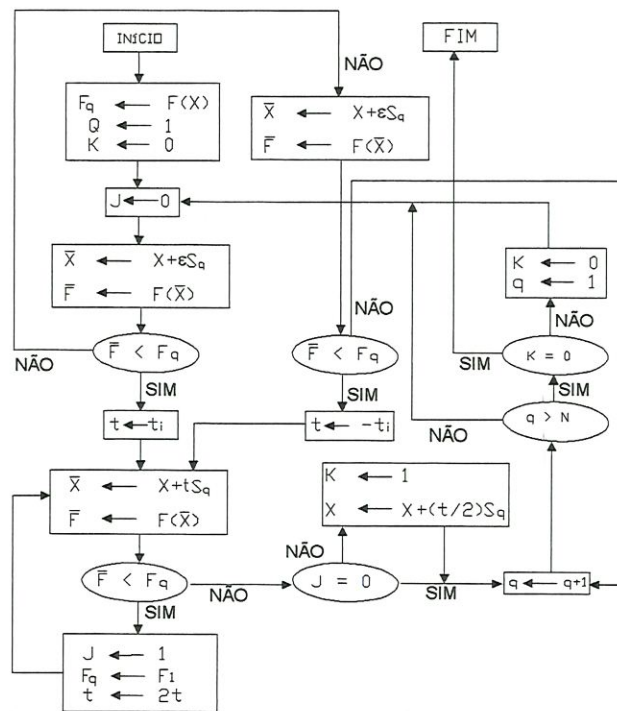 INÍCIO
Fq ← F(X)
Q ← 1
K ← 0
J ← 0
X̅ ← X+εSq
F̅ ← F(X̅)
F̅ < Fq
NÃO
SIM
t ← ti
X̅ ← X+tSq
F̅ ← F(X̅)
F̅ < Fq
NÃO
SIM
J ← 1
Fq ← F1
t ← 2t
NÃO
X̅ ← X+εSq
F̅ ← F(X̅)
F̅ < Fq
NÃO
SIM
t ← -ti
K ← 1
X ← X+(t/2)Sq
NÃO
J = 0
SIM
q ← q+1
q > N
NÃO
SIM
K = 0
SIM
NÃO
K ← 0
q ← 1
FIM